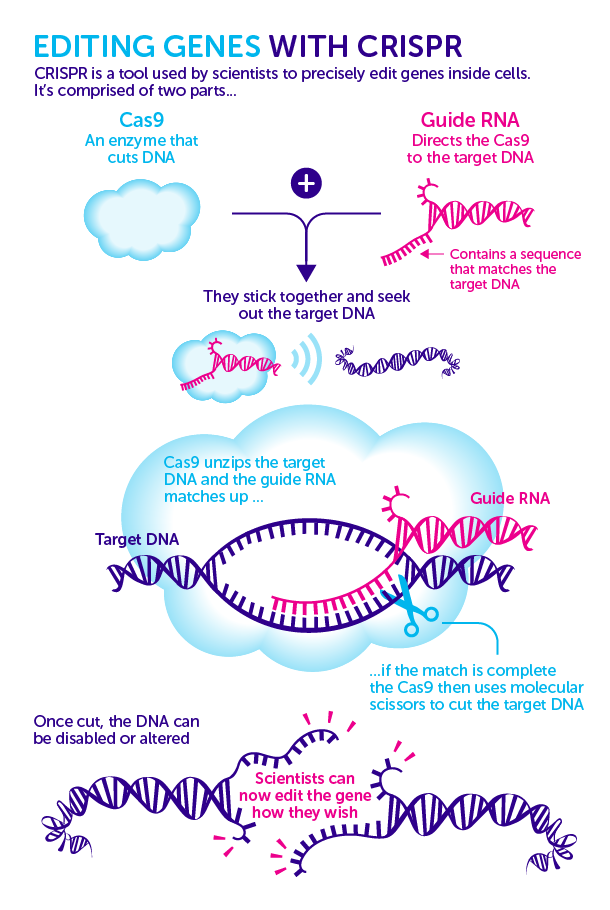 EDITING GENES WITH CRISPR
CRISPR is a tool used by scientists to precisely edit genes inside cells.
It’s comprised of two parts...
Cas9
An enzyme that
cuts DNA
Guide RNA
Directs the Cas9
to the target DNA
Contains a sequence
that matches the
target DNA
They stick together and seek
out the target DNA
Cas9 unzips the target
DNA and the guide RNA
matches up ...
Guide RNA
Target DNA
...if the match is complete
the Cas9 then uses molecular
scissors to cut the target DNA
Once cut, the DNA can
be disabled or altered
Scientists can
now edit the gene
how they wish